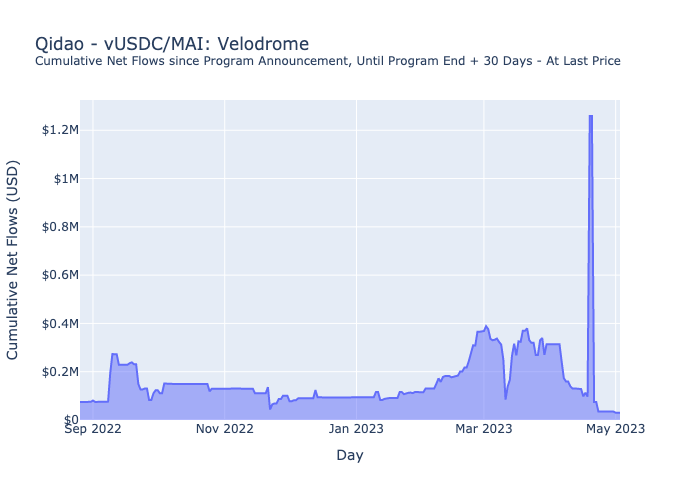 Qidao - vUSDC/MAI: Velodrome
Cumulative Net Flows since Program Announcement, Until Program End + 30 Days - At Last Price
Cumulative Net Flows (USD)
$1.2M
$1M
$0.8M
$0.6M
$0.4M
$0.2M
$0
Sep 2022 Nov 2022 Jan 2023 Mar 2023 May 2023
Day